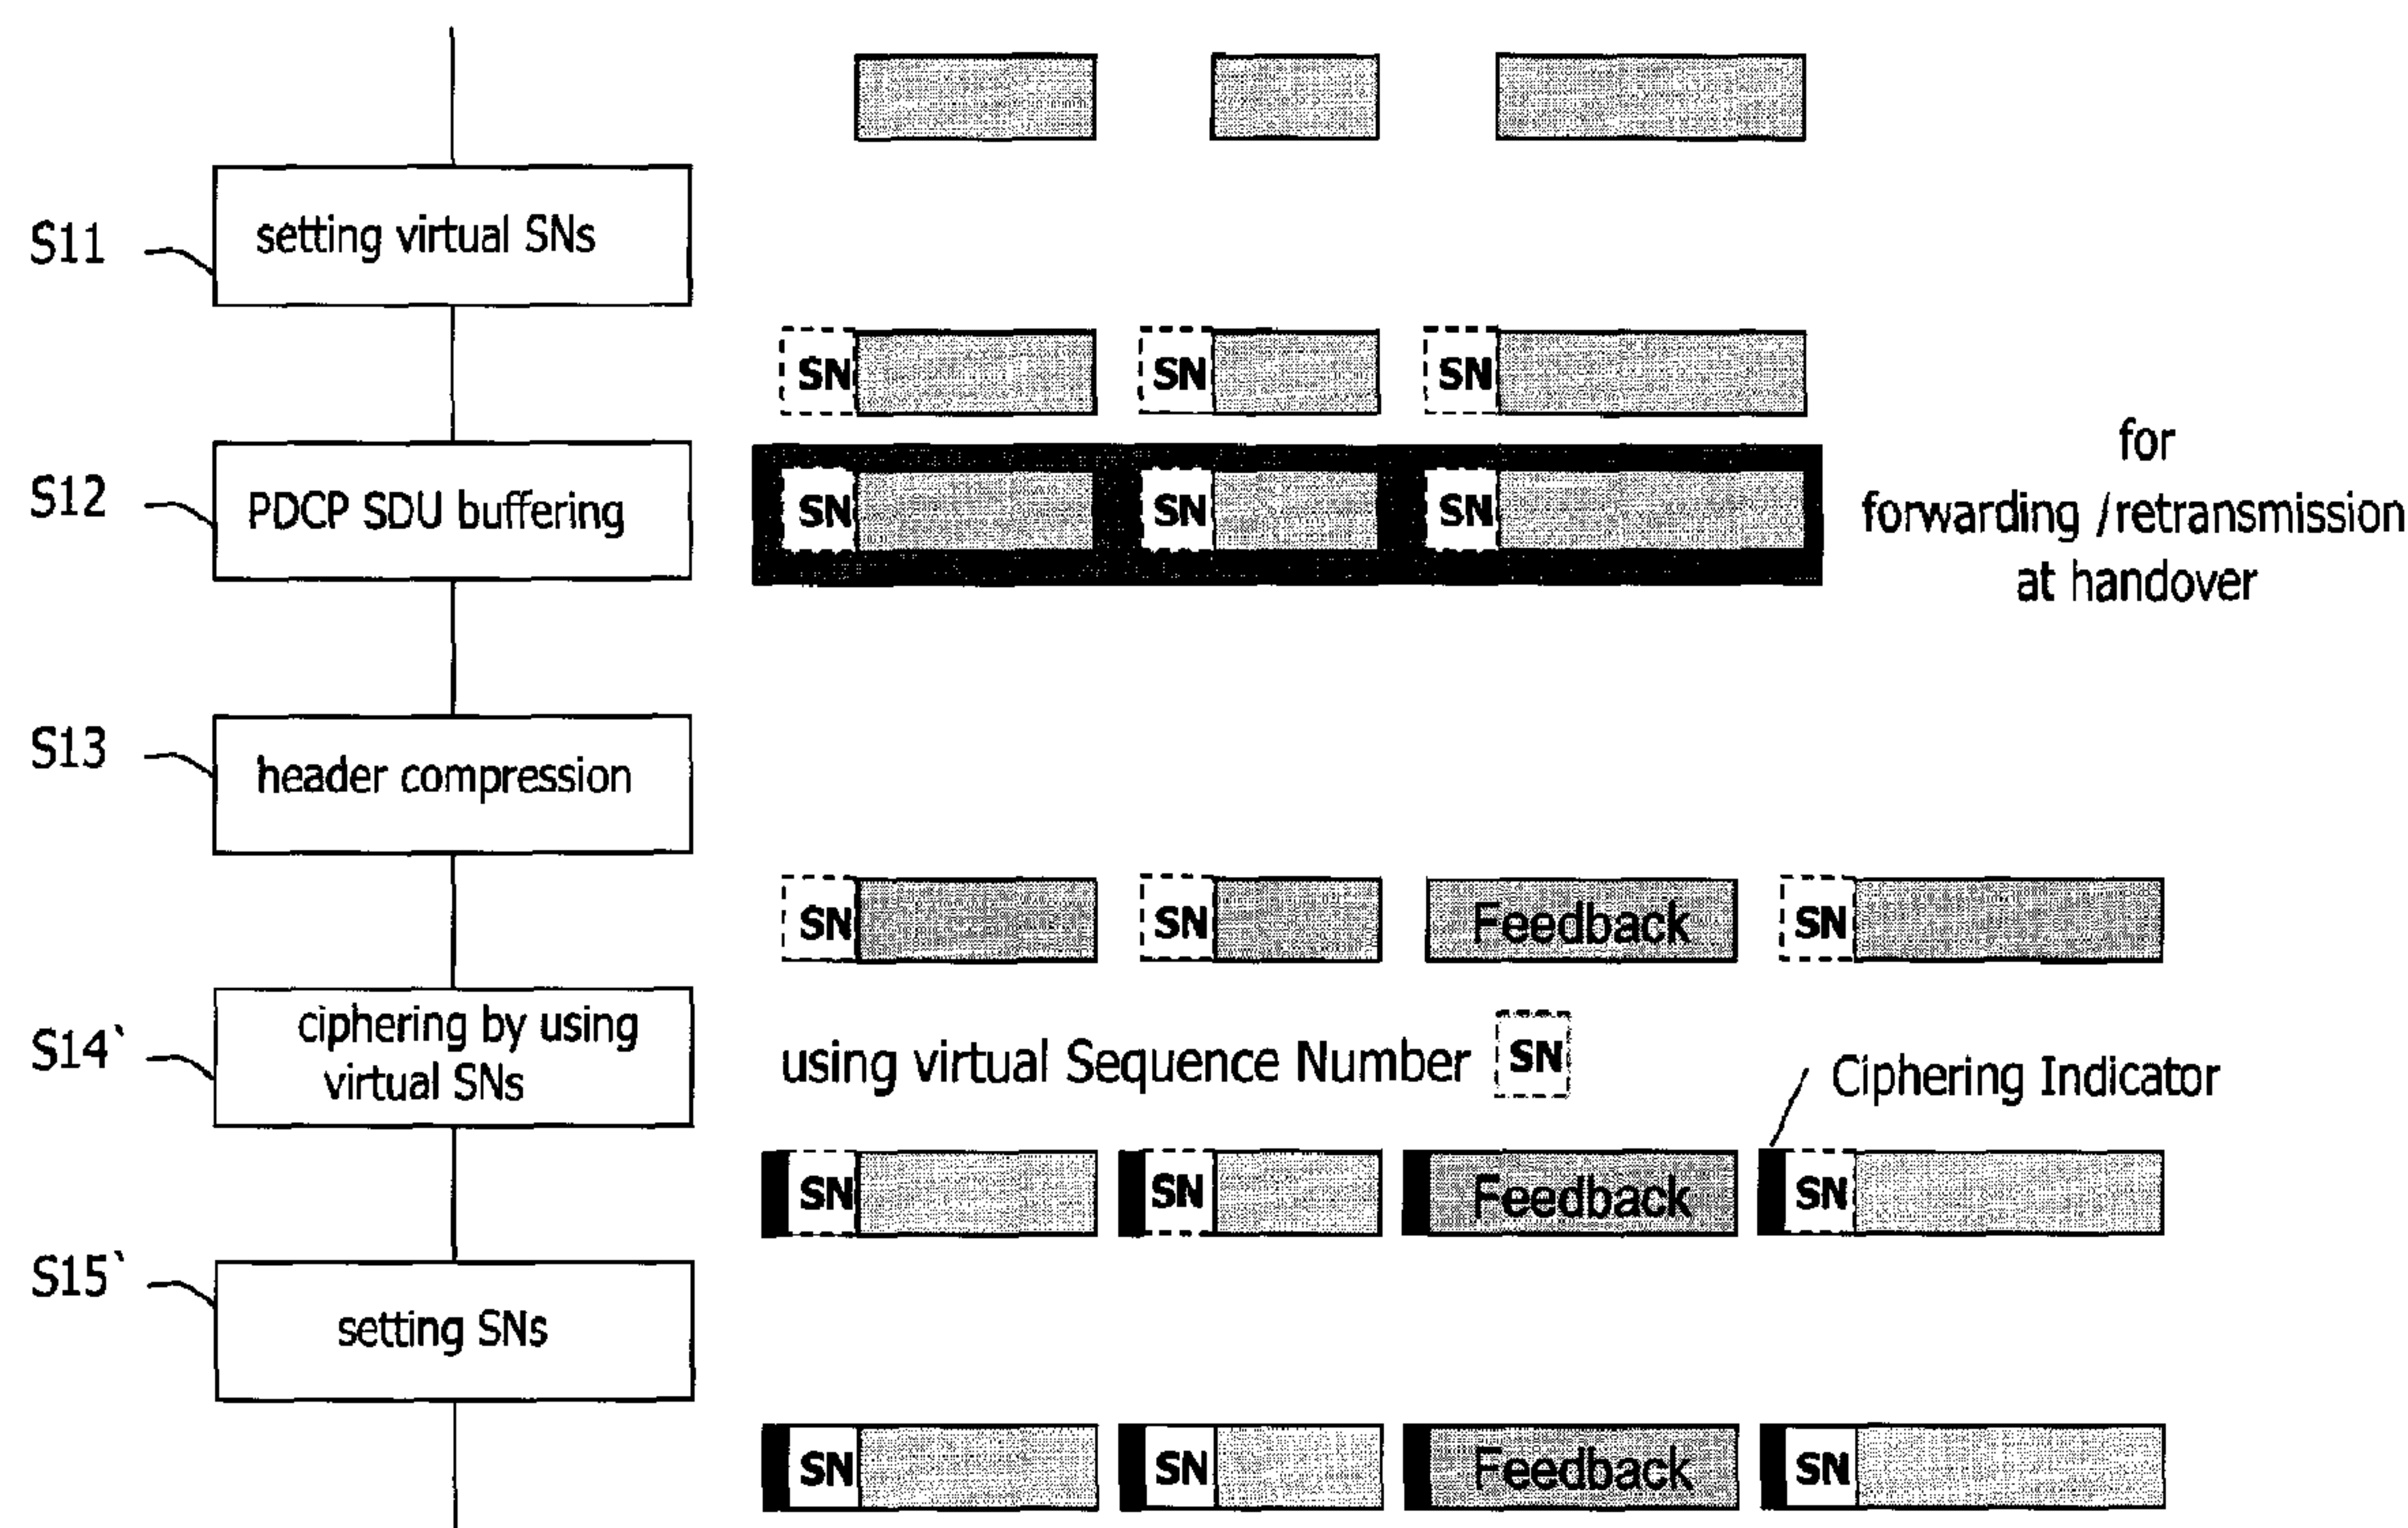 S11
setting virtual SNs
SN SN SN
S12
PDCP SDU buffering
SN SN SN
for
forwarding /retransmission
at handover
S13
header compression
SN SN Feedback SN
S14`
ciphering by using
virtual SNs
using virtual Sequence Number SN
Ciphering Indicator
SN SN Feedback SN
S15`
setting SNs
SN SN Feedback SN